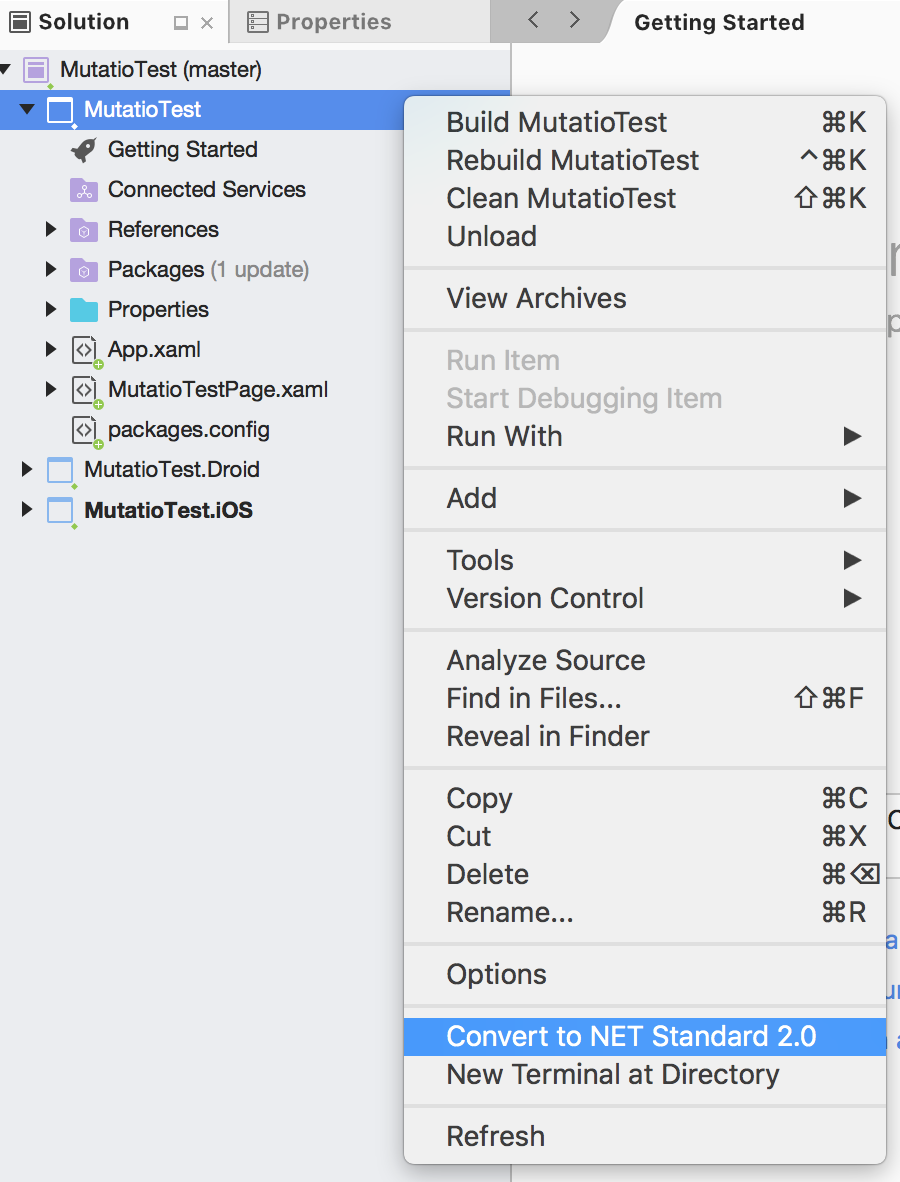 Solution
Properties
Getting Started
MutatioTest (master)
MutatioTest
Getting Started
Connected Services
References
Packages (1 update)
Properties
App.xaml
MutatioTestPage.xaml
packages.config
MutatioTest.Droid
MutatioTest.iOS
Build MutatioTest ⌘K
Rebuild MutatioTest ^⌘K
Clean MutatioTest ⇧⌘K
Unload
View Archives
Run Item
Start Debugging Item
Run With
Add
Tools
Version Control
Analyze Source
Find in Files... ⇧⌘F
Reveal in Finder
Copy ⌘C
Cut ⌘X
Delete ⌘⌫
Rename... ⌘R
Options
Convert to NET Standard 2.0
New Terminal at Directory
Refresh